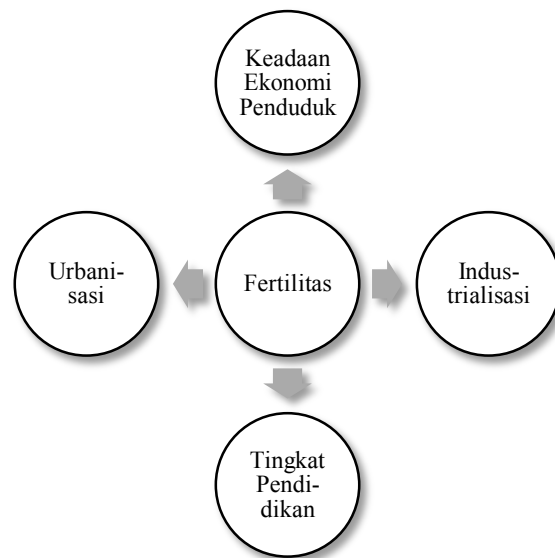 Keadaan
Ekonomi
Penduduk
Urbani-
sasi
Fertilitas
Indus-
trialisasi
Tingkat
Pendi-
dikan